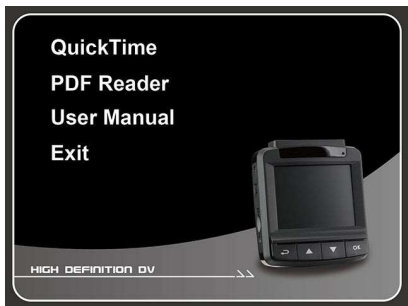 QuickTime
PDF Reader
User Manual
Exit
OK
HIGH DEFINITION DV